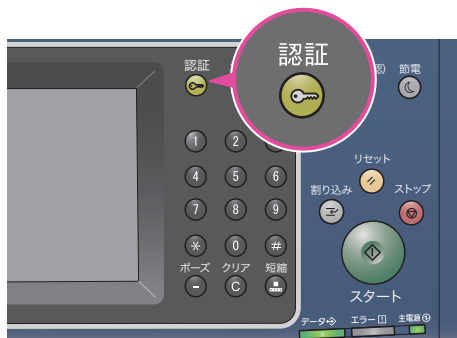 認証
認証
節電
1
2
4
5
6
7
8
9
0
#
リセット
割り込み
ストップ
ポーズ
クリア
短縮
-
C
スタート
データ
エラー
主電源